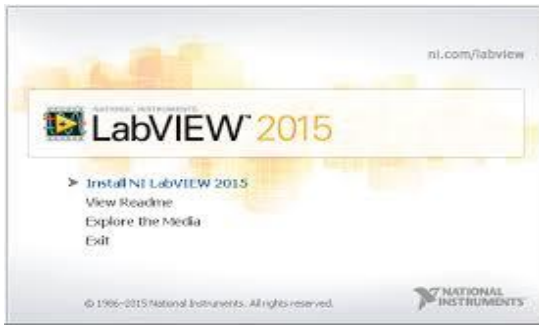 ni.com/labview
NATIONAL INSTRUMENTS
LabVIEW™ 2015
Install NI LabVIEW 2015
View Readme
Explore the Media
Exit
© 1986-2015 National Instruments. All rights reserved.
NATIONAL
INSTRUMENTS